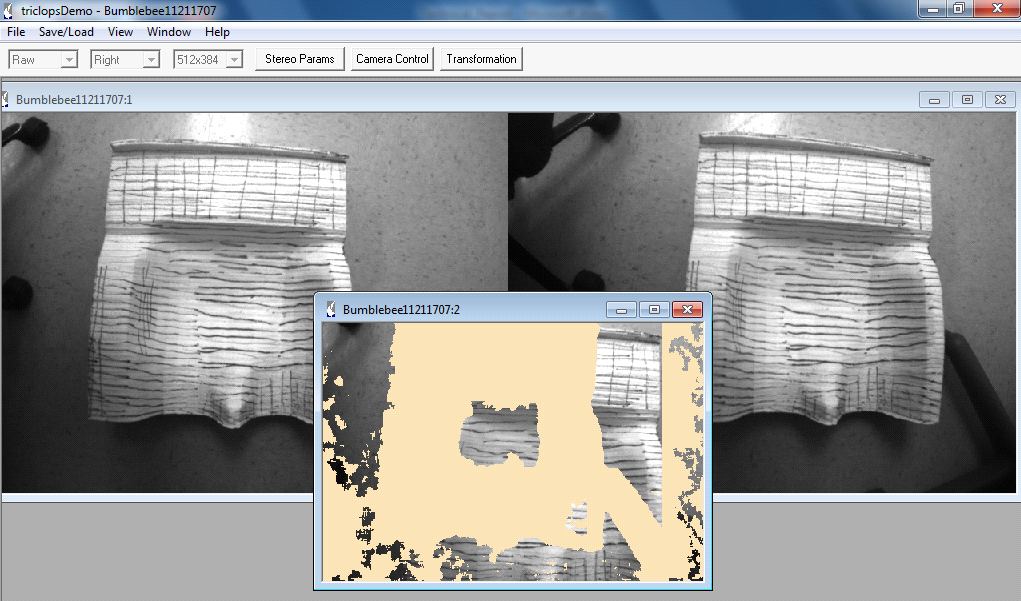 triclopsDemo - Bumblebee11211707
File Save/Load View Window Help
Raw Right 512x384 Stereo Params Camera Control Transformation
Bumblebee11211707:1
Bumblebee11211707:2